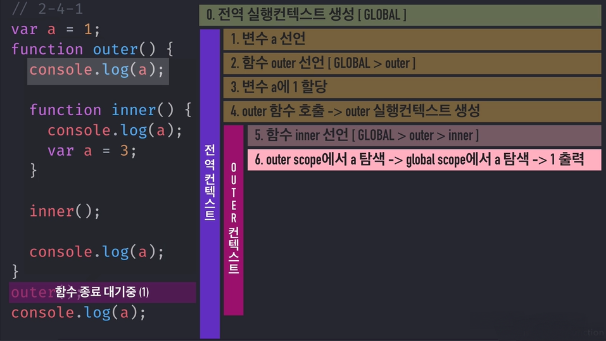 // 2-4-1
var a = 1;
function outer() {
console.log(a);
function inner() {
console.log(a);
var a = 3;
}
inner();
console.log(a);
}
함수 종료 대기중 (1)
console.log(a);
0. 전역 실행컨텍스트 생성 [ GLOBAL ]
전역 컨텍스트
1. 변수 a 선언
2. 함수 outer 선언 [ GLOBAL > outer ]
3. 변수 a에 1 할당
4. outer 함수 호출 -> outer 실행컨텍스트 생성
OUTER 컨텍스트
5. 함수 inner 선언 [ GLOBAL > outer > inner ]
6. outer scope에서 a 탐색 -> global scope에서 a 탐색 -> 1 출력